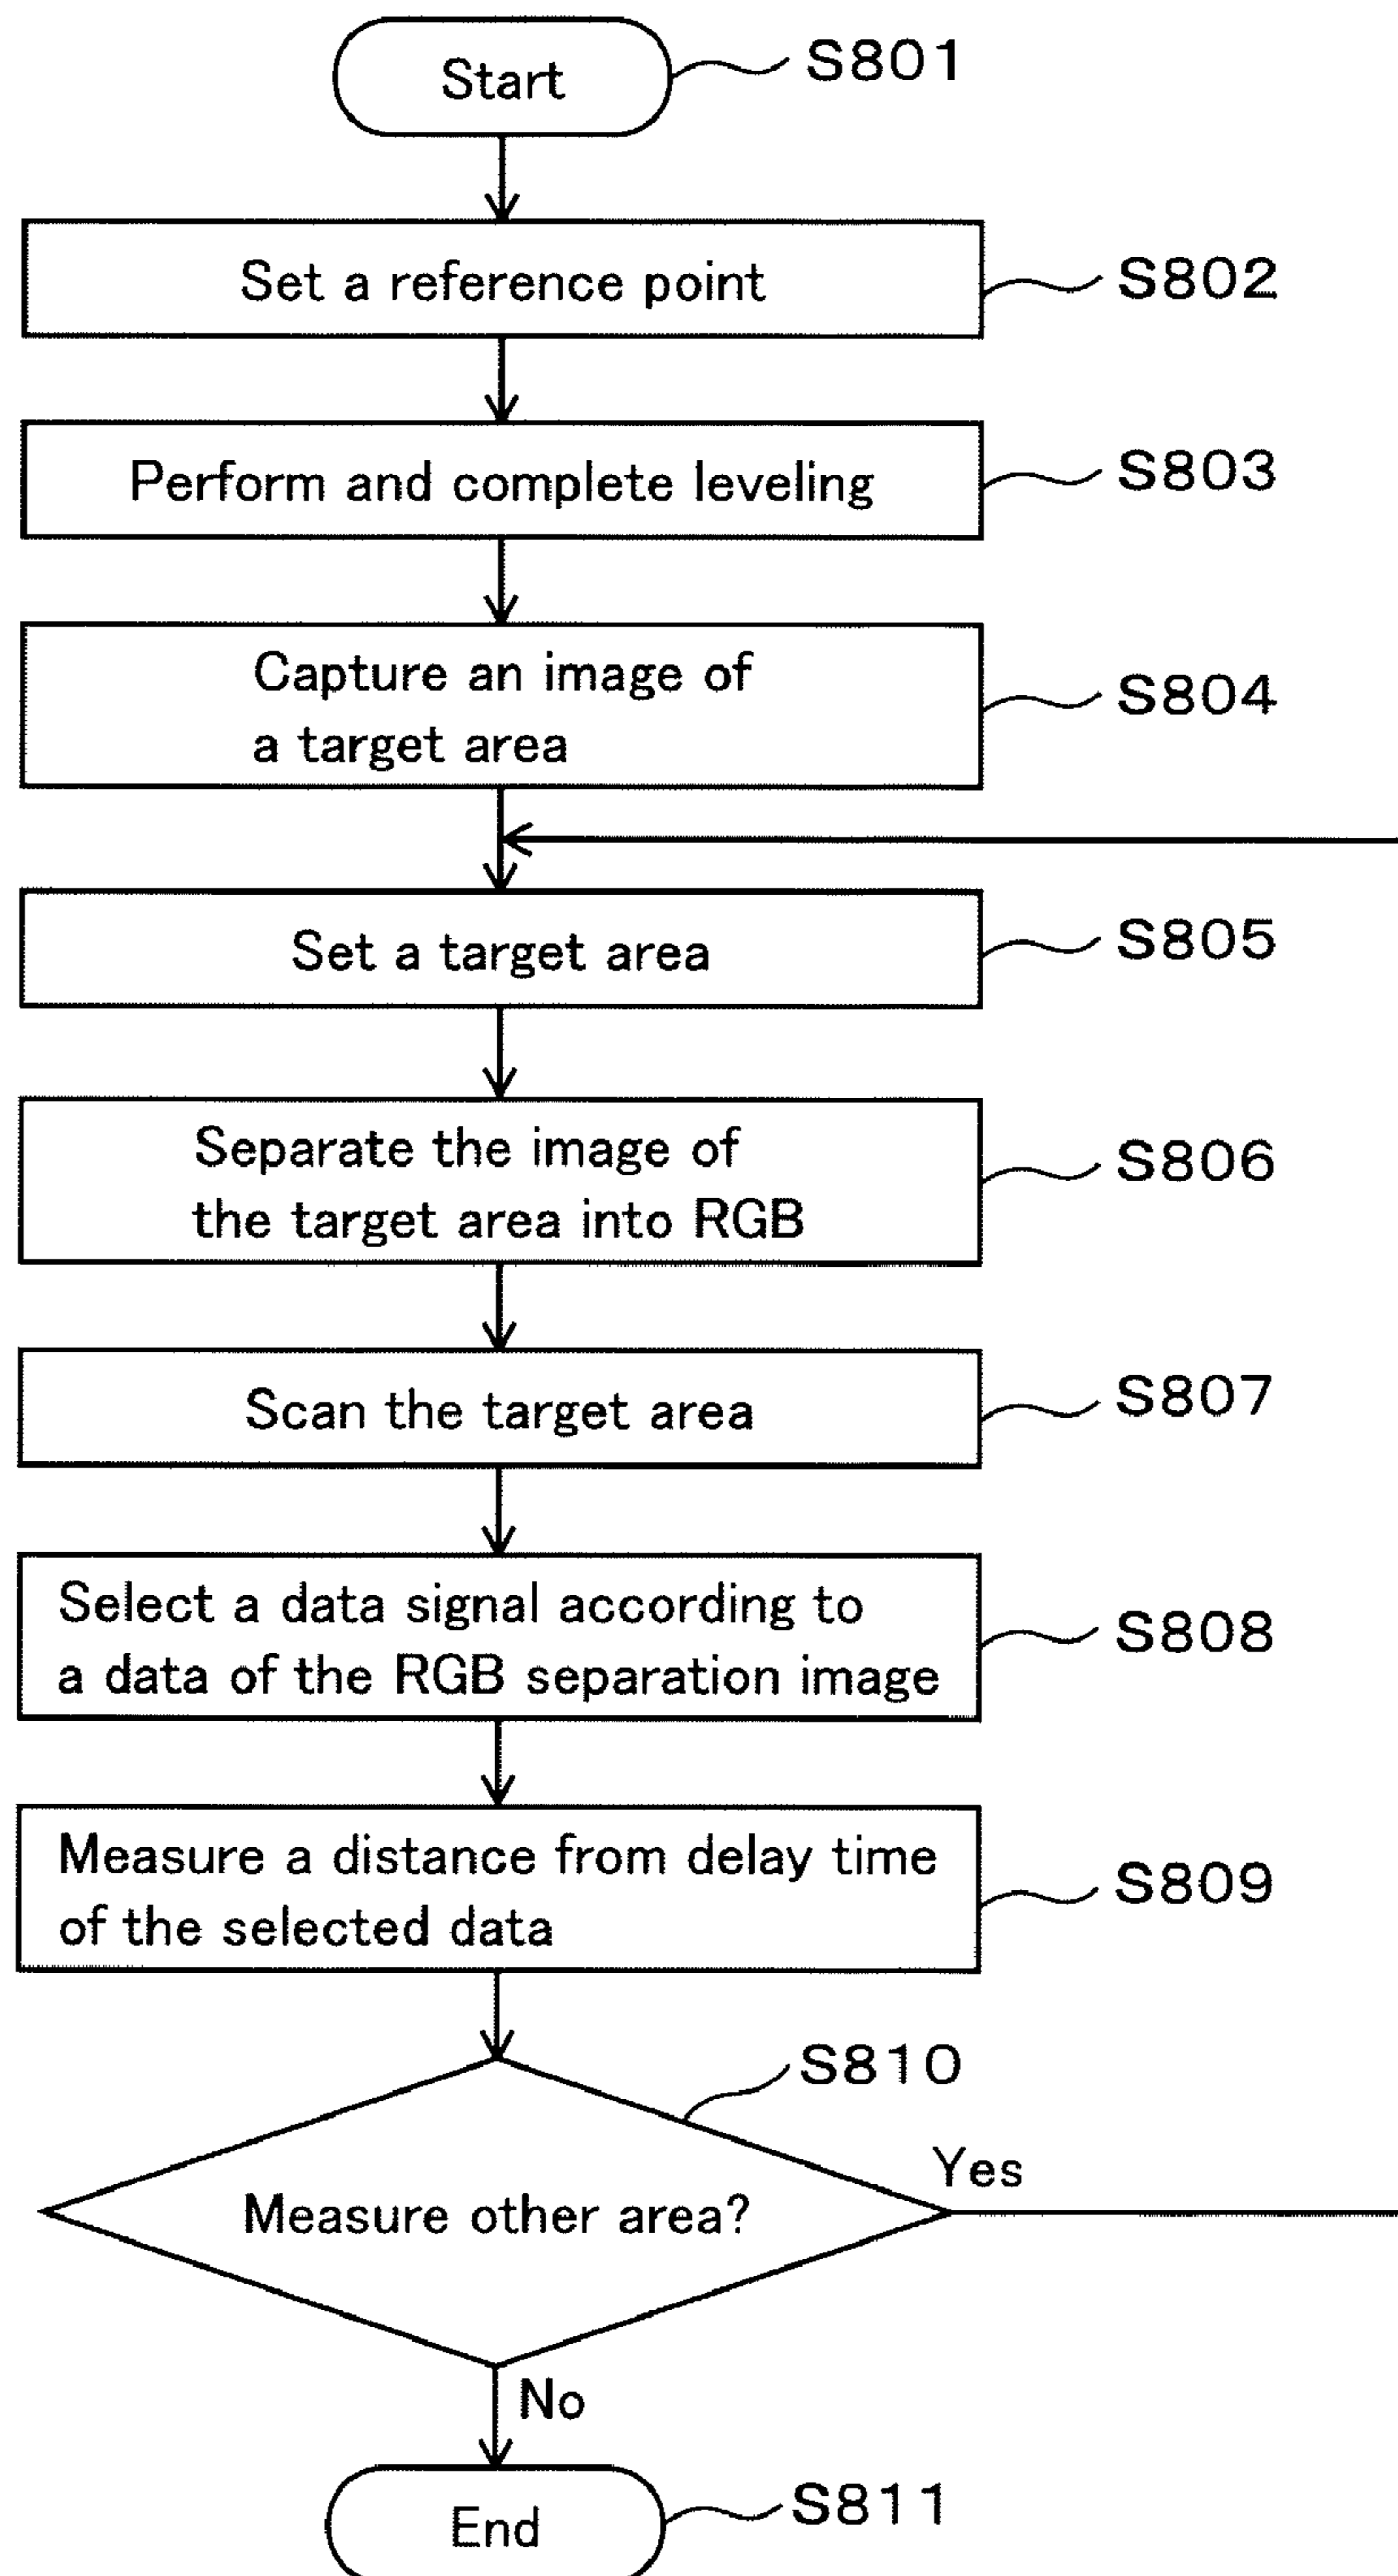 Start
S801
Set a reference point
S802
Perform and complete leveling
S803
Capture an image of
a target area
S804
Set a target area
S805
Separate the image of
the target area into RGB
S806
Scan the target area
S807
Select a data signal according to
a data of the RGB separation image
S808
Measure a distance from delay time
of the selected data
S809
S810
Measure other area?
Yes
No
End
S811